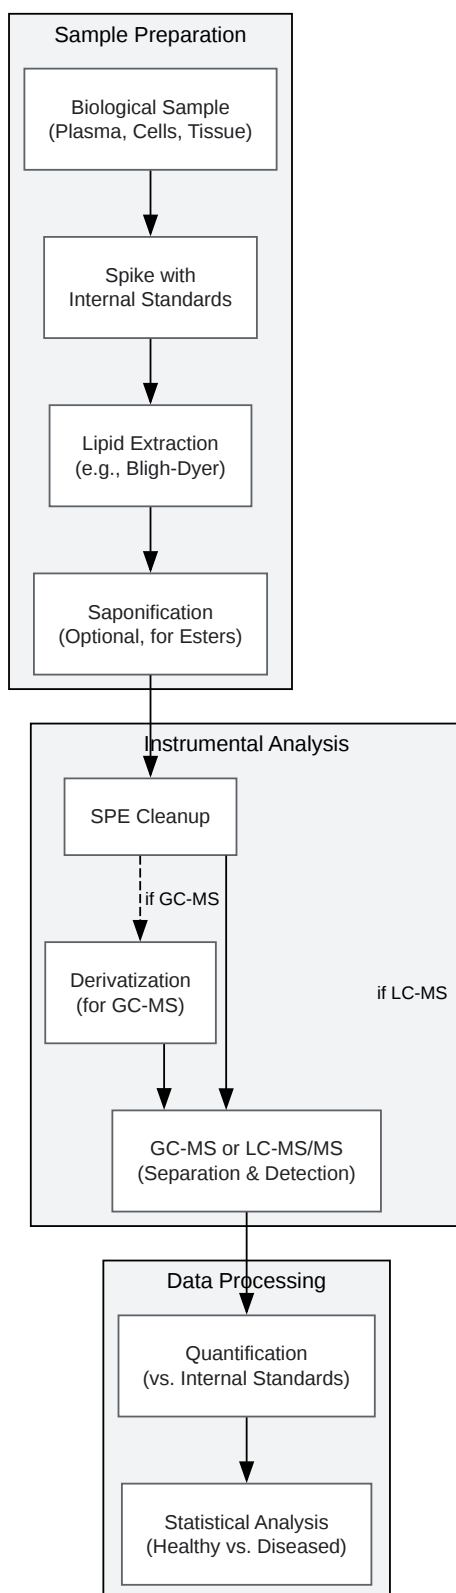 Sample Preparation
Biological Sample
(Plasma, Cells, Tissue)
Spike with
Internal Standards
Lipid Extraction
(e.g., Bligh-Dyer)
Saponification
(Optional, for Esters)
Instrumental Analysis
SPE Cleanup
if GC-MS
Derivatization
(for GC-MS)
if LC-MS
GC-MS or LC-MS/MS
(Separation & Detection)
Data Processing
Quantification
(vs. Internal Standards)
Statistical Analysis
(Healthy vs. Diseased)